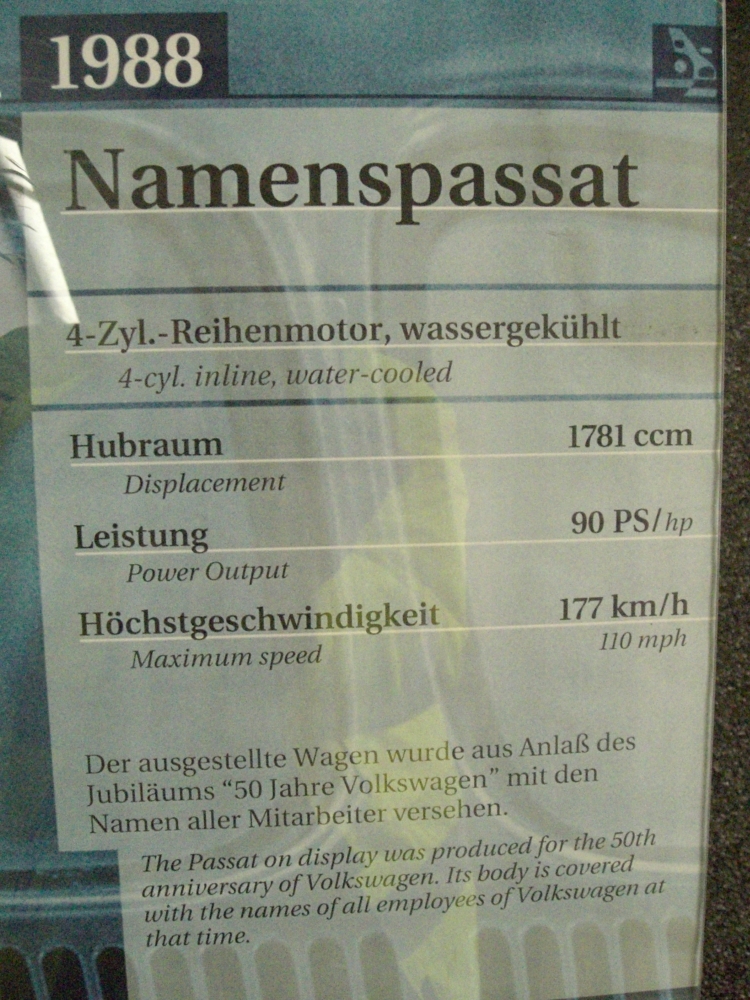 1988
Namenspassat
4-Zyl.-Reihenmotor, wassergekühlt
4-cyl. inline, water-cooled
Hubraum 1781 ccm
Displacement
Leistung 90 PS/hp
Power Output
Höchstgeschwindigkeit 177 km/h
Maximum speed 110 mph
Der ausgestellte Wagen wurde aus Anlaß des
Jubiläums “50 Jahre Volkswagen” mit den
Namen aller Mitarbeiter versehen.
The Passat on display was produced for the 50th
anniversary of Volkswagen. Its body is covered
with the names of all employees of Volkswagen at
that time.